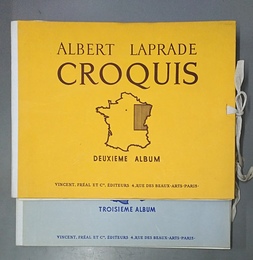 ALBERT LAPRADE
CROQUIS
DEUXIEME ALBUM
VINCENT, FRÉAL ET Cie, ÉDITEURS 4, RUE DES BEAUX-ARTS-PARIS-
TROISIÈME ALBUM
VINCENT, FRÉAL ET Cie, ÉDITEURS 4, RUE DES BEAUX-ARTS-PARIS-